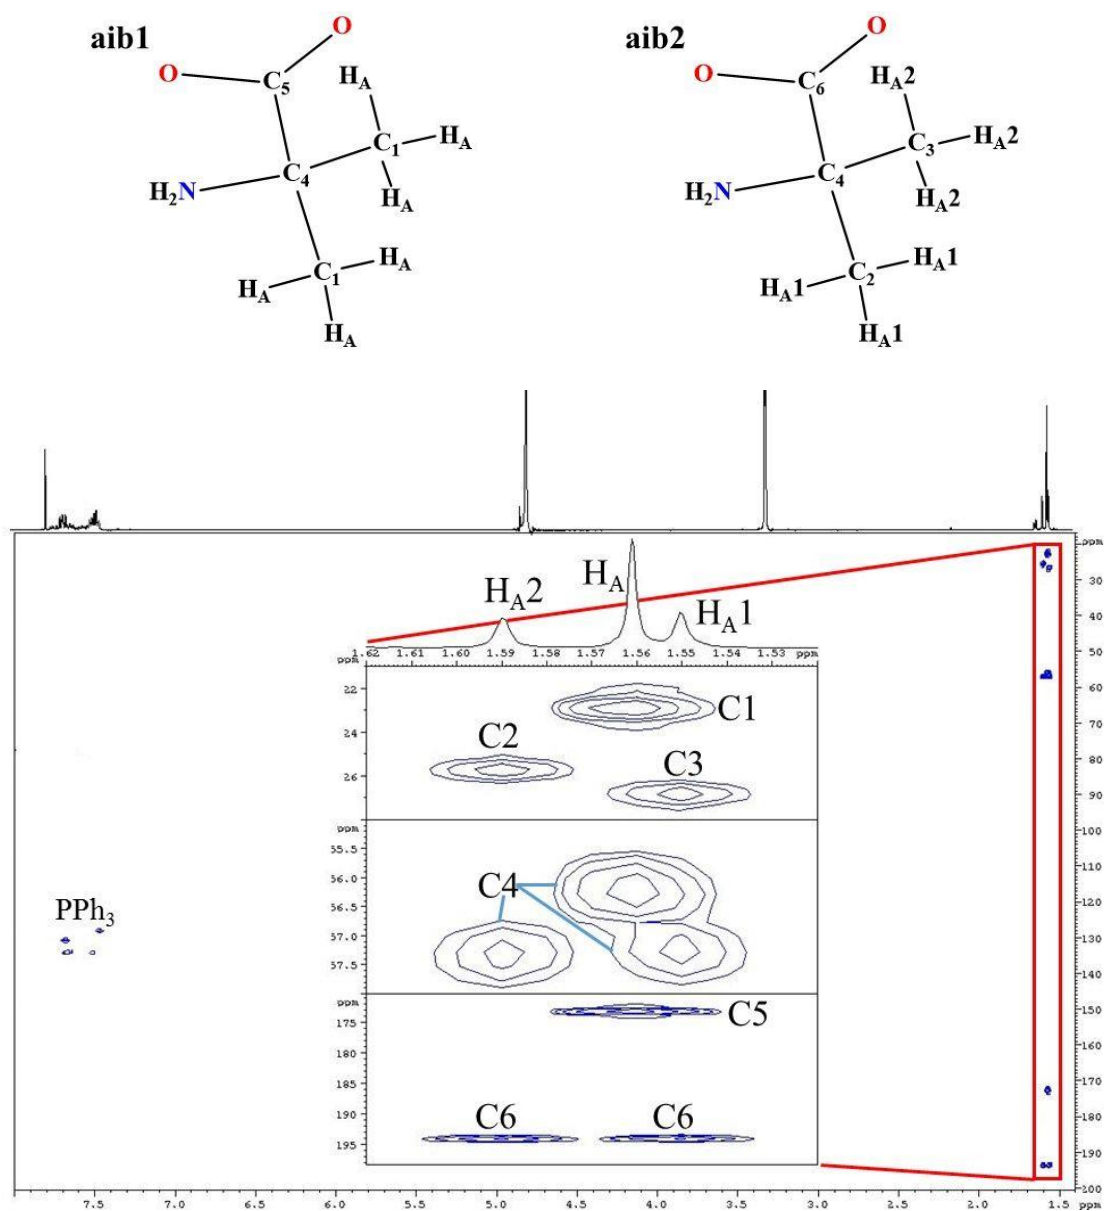 aib1
O
O
C5
HA
C1
HA
HA
H2N
C4
HA
C1
HA
HA
aib2
O
O
C6
HA2
C3
HA2
HA2
H2N
C4
HA1
C2
HA1
HA1
HA2
HA
HA1
1.62 1.61 1.60 1.59 1.58 1.57 1.56 1.55 1.54 1.53 ppm
ppm
22
24
26
C1
C2
C3
ppm
55.5
56.0
56.5
57.0
57.5
C4
ppm
175
180
185
190
195
C5
C6
C6
PPh3
ppm
30
40
50
60
70
80
90
100
110
120
130
140
150
160
170
180
190
200
7.5 7.0 6.5 6.0 5.5 5.0 4.5 4.0 3.5 3.0 2.5 2.0 1.5 ppm